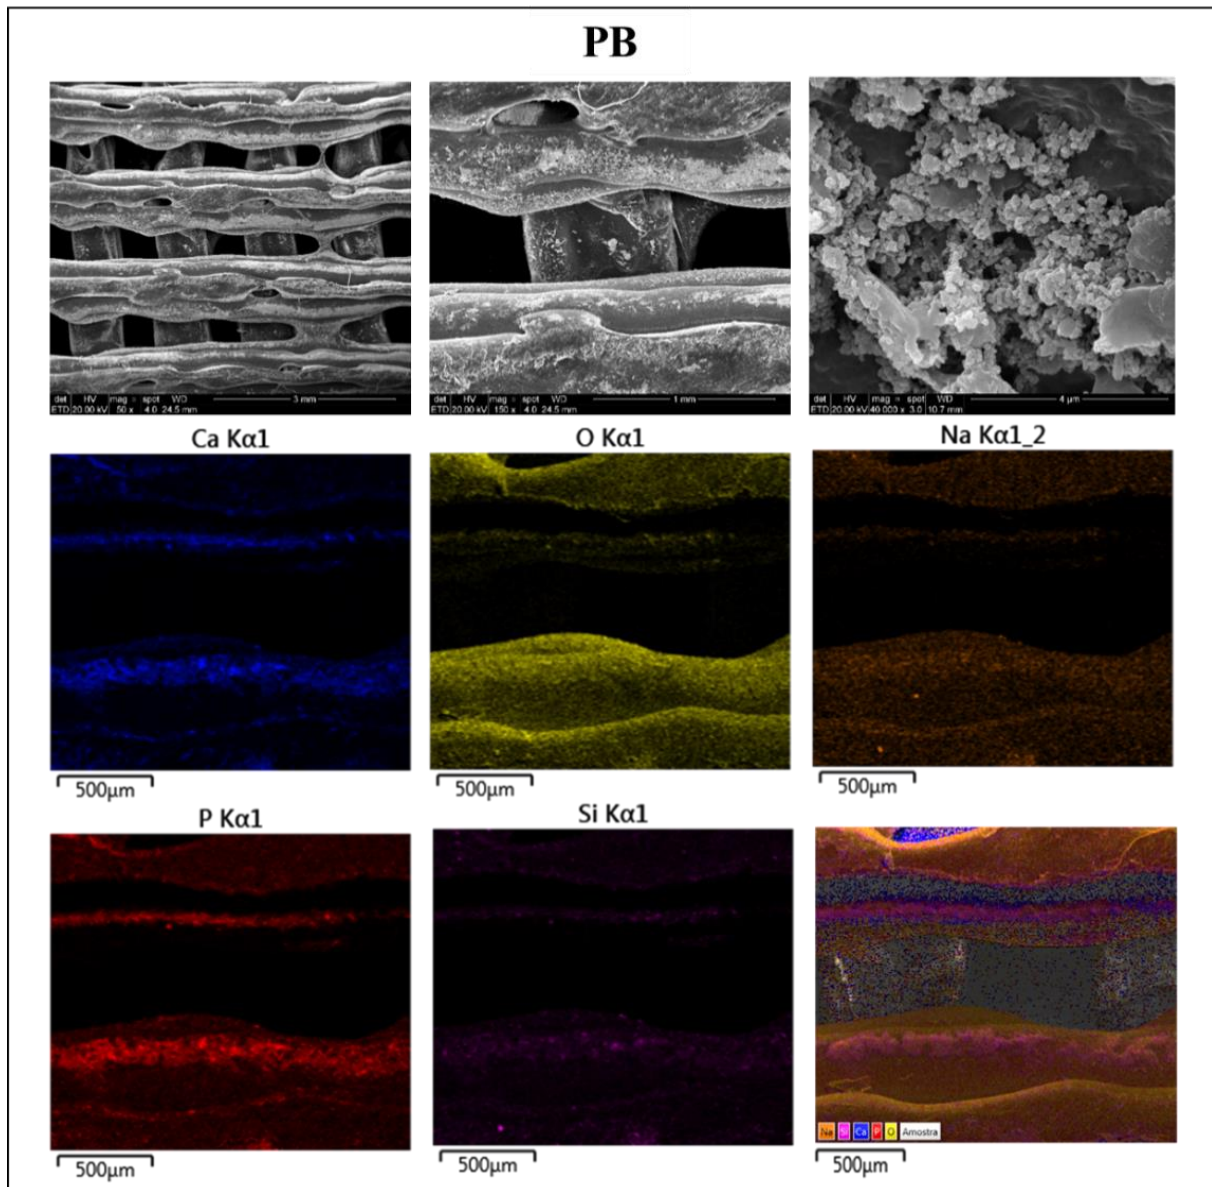 PB
det HV mag ¤ spot WD 3 mm
ETD 20.00 kV 50 x 4.0 24.5 mm
det HV mag ¤ spot WD 1 mm
ETD 20.00 kV 150 x 4.0 24.5 mm
det HV mag ¤ spot WD 4 µm
ETD 20.00 kV 40 000 x 3.0 10.7 mm
Ca Kα1 O Kα1 Na Kα1_2
500µm 500µm 500µm
P Kα1 Si Kα1
Na Si Ca P O Amostra
500µm 500µm 500µm